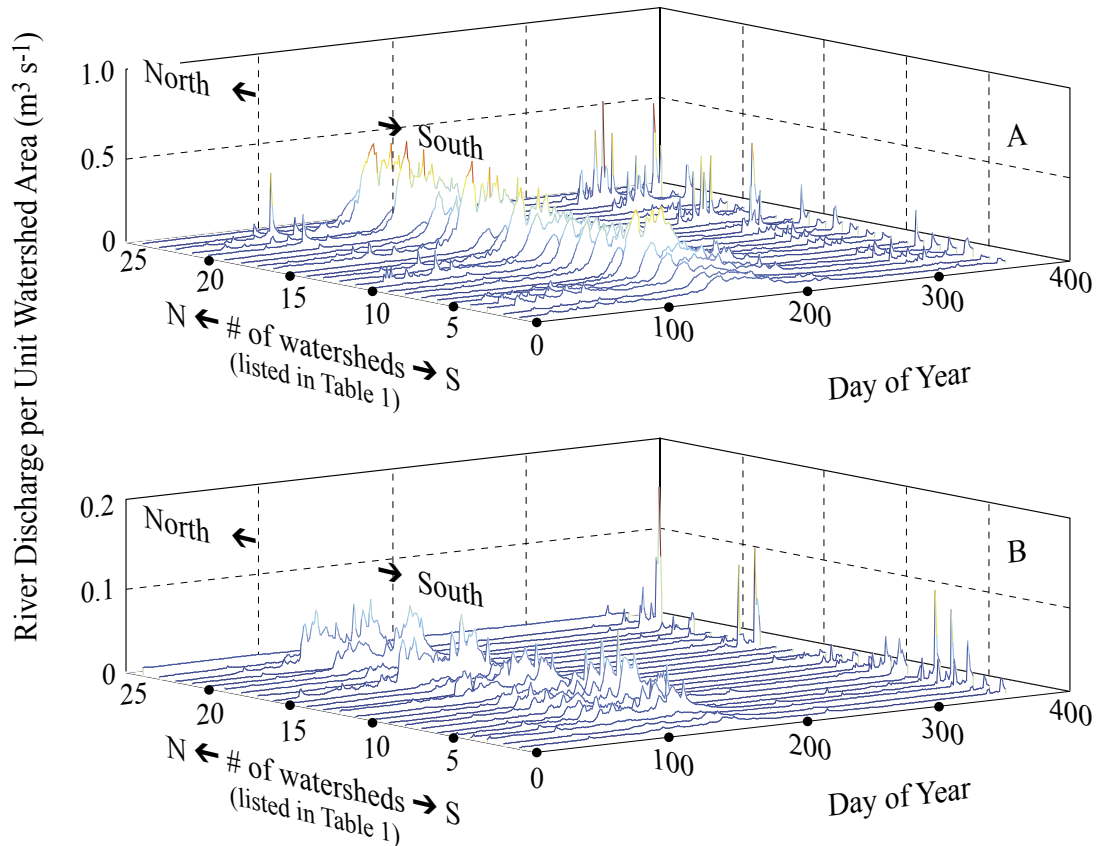 River Discharge per Unit Watershed Area (m³ s⁻¹)
1.0
0.5
0
North ←
→ South
A
25
20
15
10
5
0
100
200
300
400
N ← # of watersheds → S
(listed in Table 1)
Day of Year
0.2
0.1
0
North ←
→ South
B
25
20
15
10
5
0
100
200
300
400
N ← # of watersheds → S
(listed in Table 1)
Day of Year